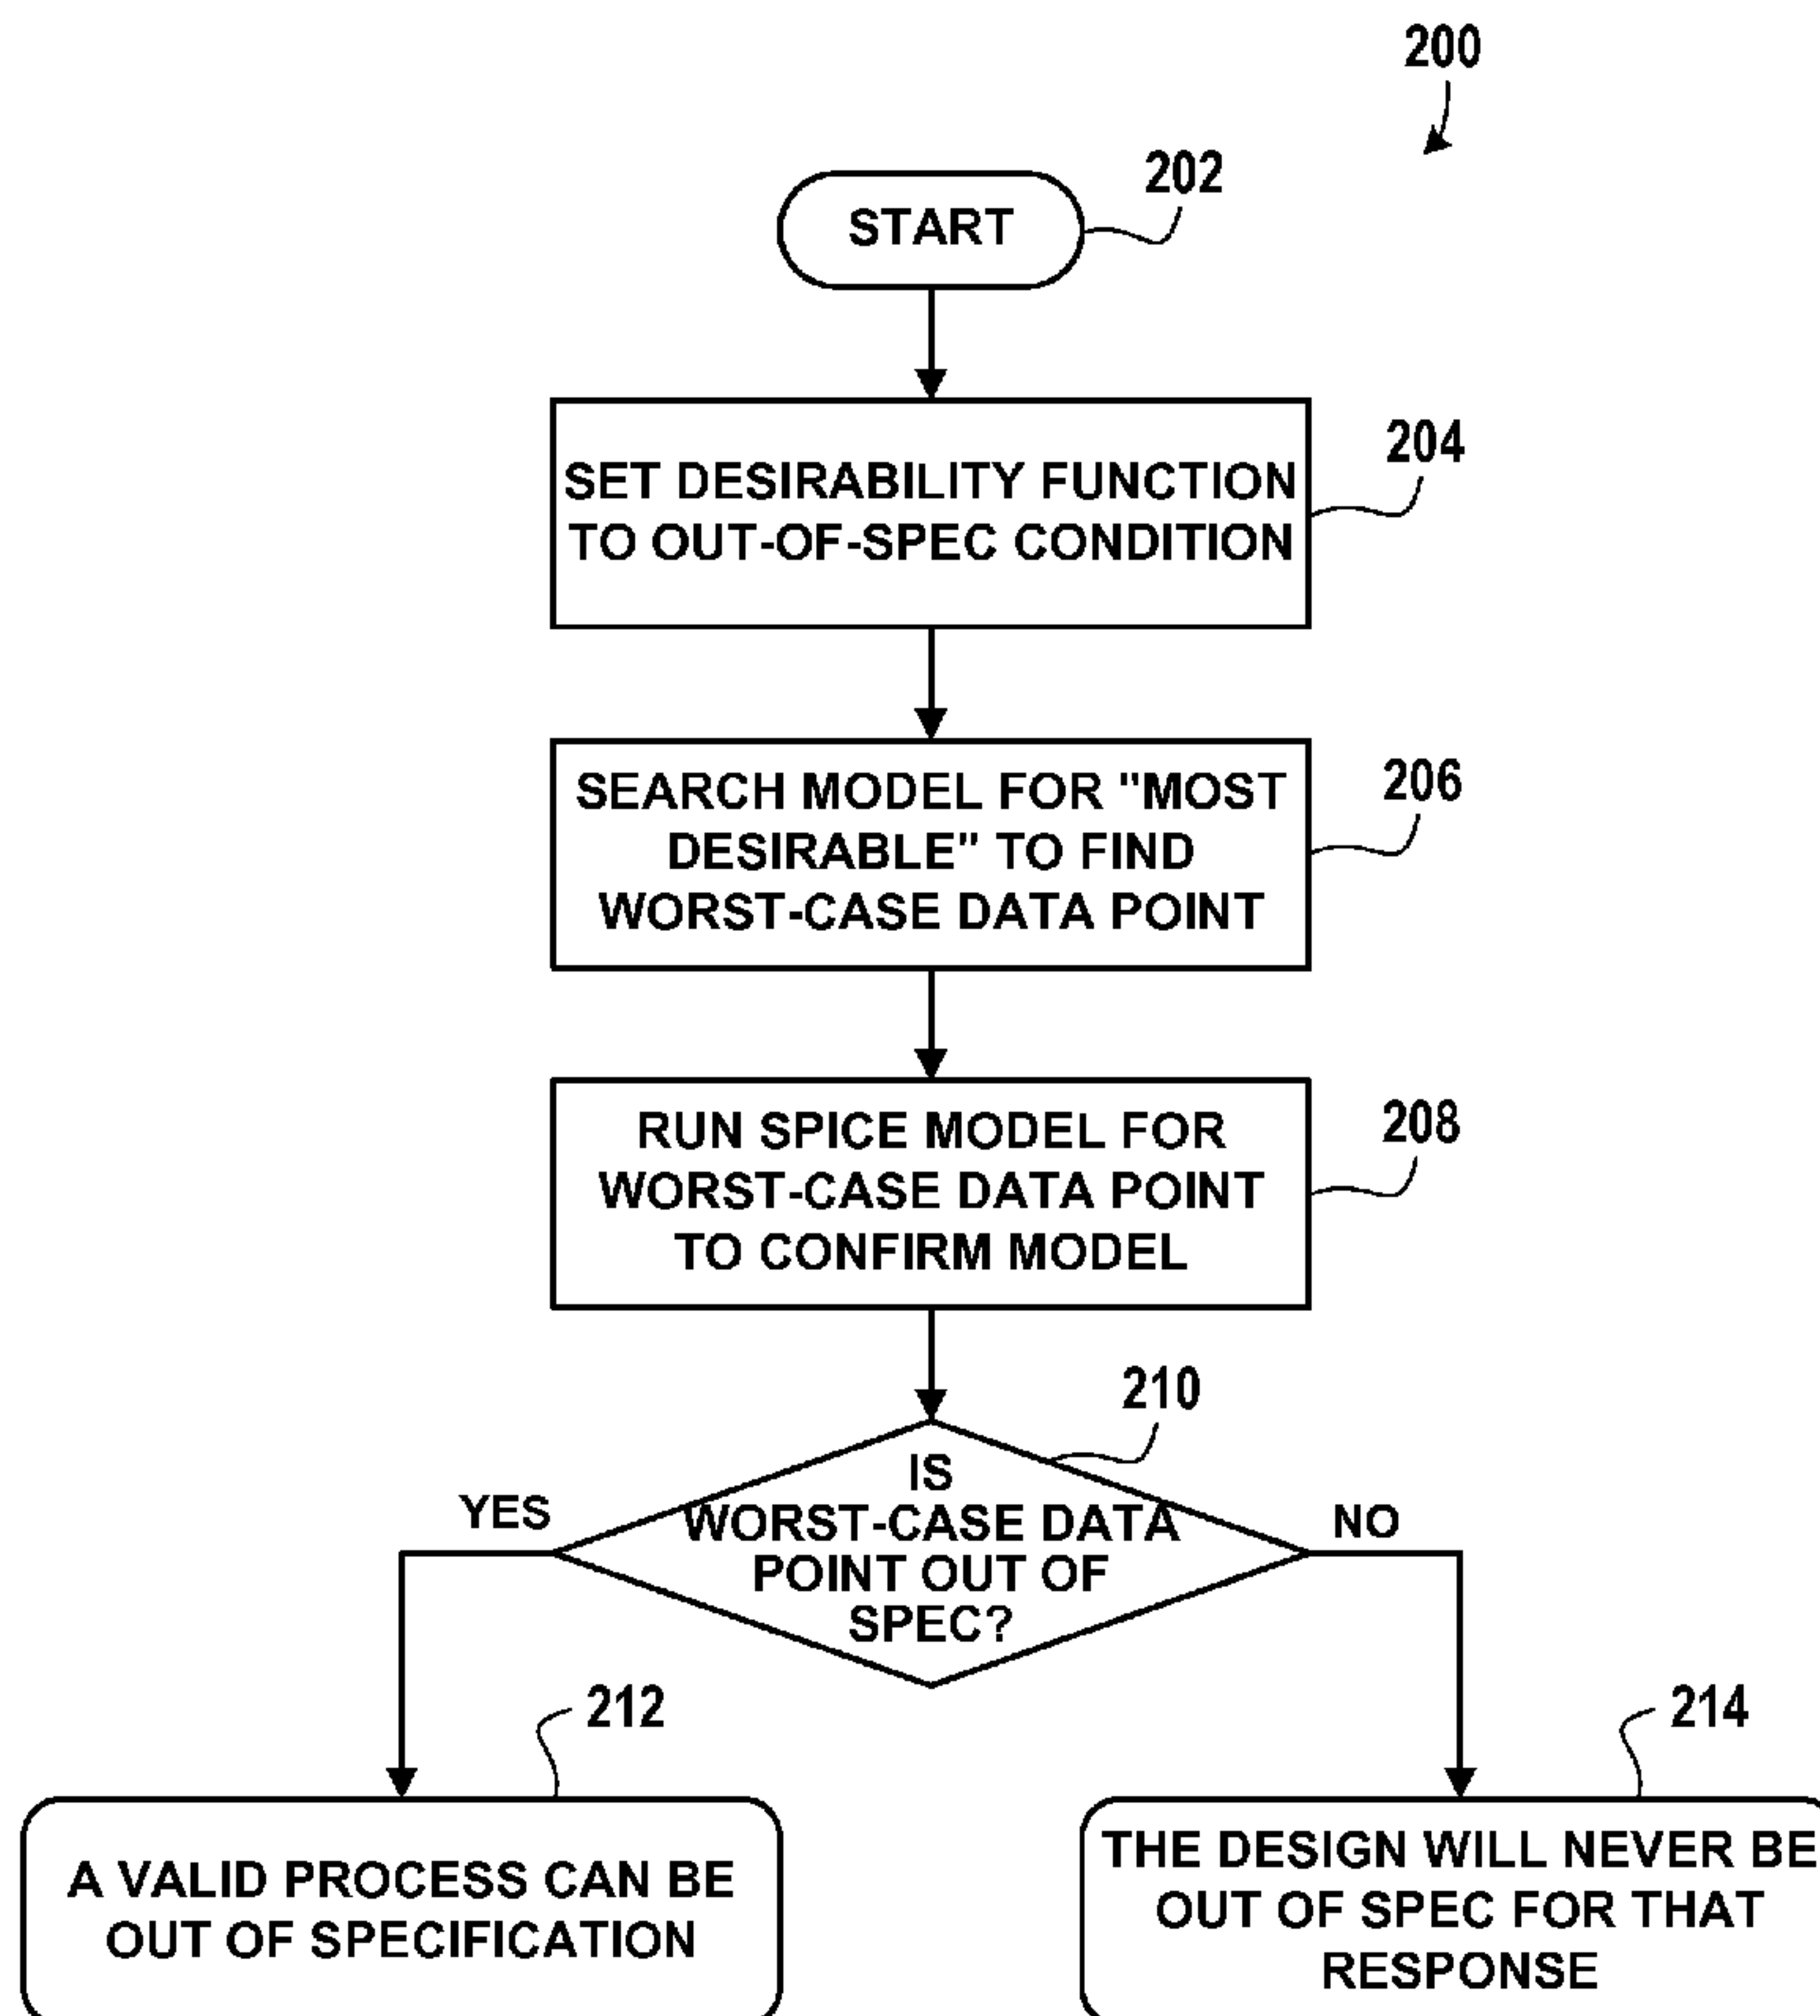 200
202
START
204
SET DESIRABILITY FUNCTION
TO OUT-OF-SPEC CONDITION
206
SEARCH MODEL FOR "MOST
DESIRABLE" TO FIND
WORST-CASE DATA POINT
208
RUN SPICE MODEL FOR
WORST-CASE DATA POINT
TO CONFIRM MODEL
210
IS
WORST-CASE DATA
POINT OUT OF
SPEC?
YES
NO
212
A VALID PROCESS CAN BE
OUT OF SPECIFICATION
214
THE DESIGN WILL NEVER BE
OUT OF SPEC FOR THAT
RESPONSE